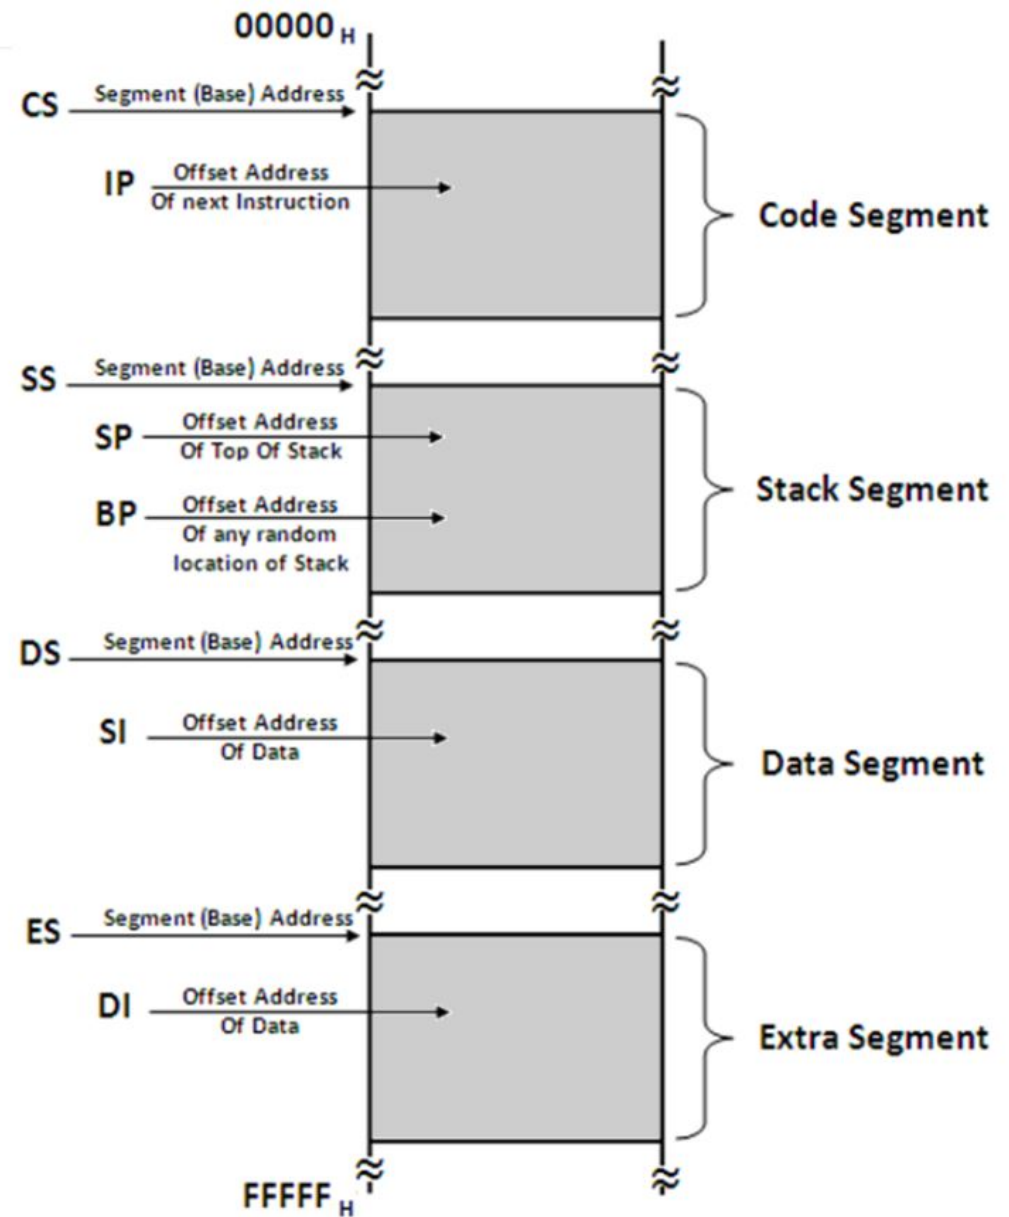 00000 H
CS Segment (Base) Address
IP Offset Address
Of next Instruction
Code Segment
SS Segment (Base) Address
SP Offset Address
Of Top Of Stack
BP Offset Address
Of any random
location of Stack
Stack Segment
DS Segment (Base) Address
SI Offset Address
Of Data
Data Segment
ES Segment (Base) Address
DI Offset Address
Of Data
Extra Segment
FFFFF H